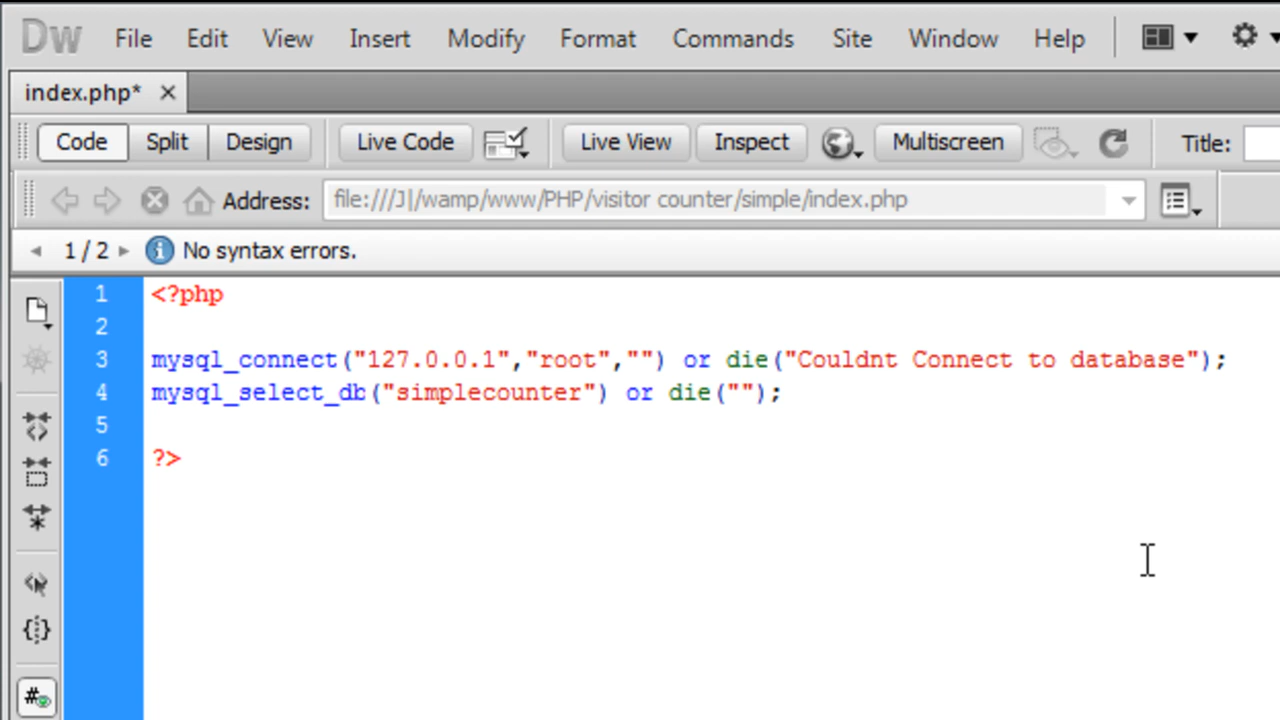 Dw File Edit View Insert Modify Format Commands Site Window Help
index.php*
Code Split Design Live Code Live View Inspect Multiscreen Title:
Address: file:///J|/wamp/www/PHP/visitor counter/simple/index.php
1 / 2 No syntax errors.
1 <?php
2
3 mysql_connect("127.0.0.1","root","") or die("Couldnt Connect to database");
4 mysql_select_db("simplecounter") or die("");
5
6 ?>